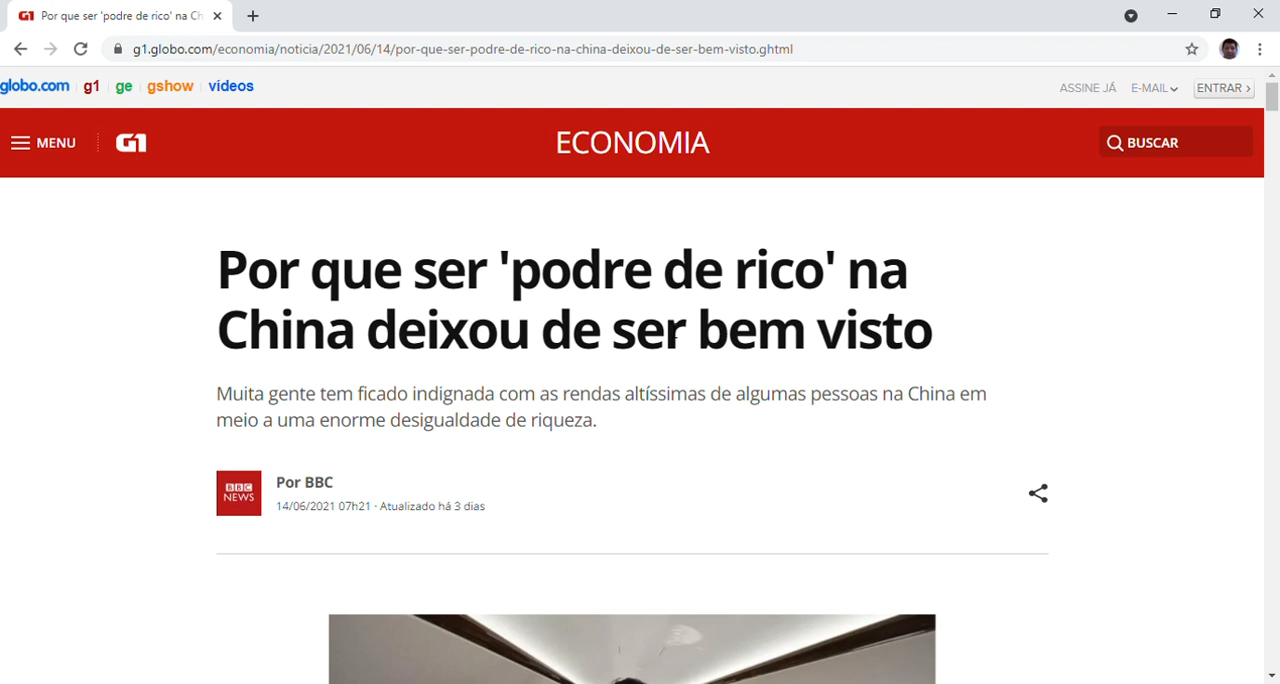 G1 Por que ser 'podre de rico' na Ch
g1.globo.com/economia/noticia/2021/06/14/por-que-ser-podre-de-rico-na-china-deixou-de-ser-bem-visto.ghtml
globo.com g1 ge gshow vídeos ASSINE JÁ E-MAIL ENTRAR
MENU G1 ECONOMIA BUSCAR
Por que ser 'podre de rico' na
China deixou de ser bem visto
Muita gente tem ficado indignada com as rendas altíssimas de algumas pessoas na China em
meio a uma enorme desigualdade de riqueza.
BBC
NEWS
Por BBC
14/06/2021 07h21 · Atualizado há 3 dias